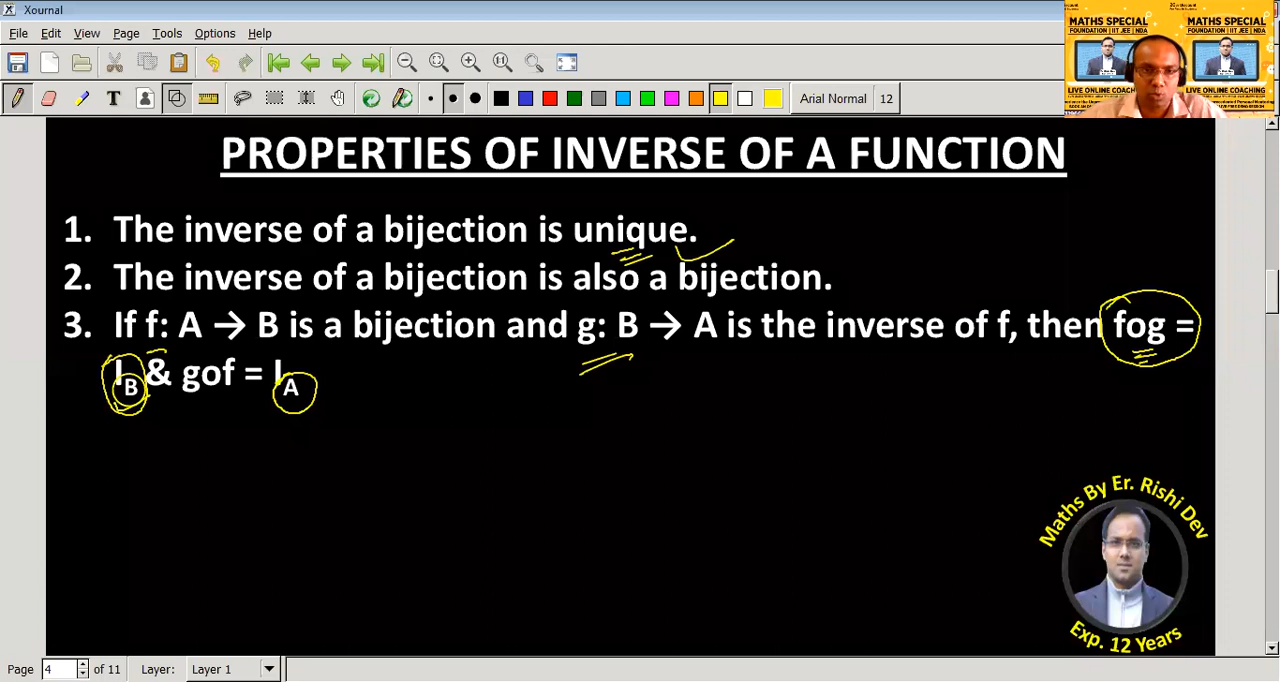 Xournal
File Edit View Page Tools Options Help
Arial Normal 12
MATHS SPECIAL
FOUNDATION | IIT JEE | NDA
LIVE ONLINE COACHING
MATHS SPECIAL
FOUNDATION | IIT JEE | NDA
LIVE ONLINE COACHING
PROPERTIES OF INVERSE OF A FUNCTION
1. The inverse of a bijection is unique.
2. The inverse of a bijection is also a bijection.
3. If f: A → B is a bijection and g: B → A is the inverse of f, then fog =
I_B & gof = I_A
Maths By Er. Rishi Dev
Exp. 12 Years
Page 4 of 11 Layer: Layer 1